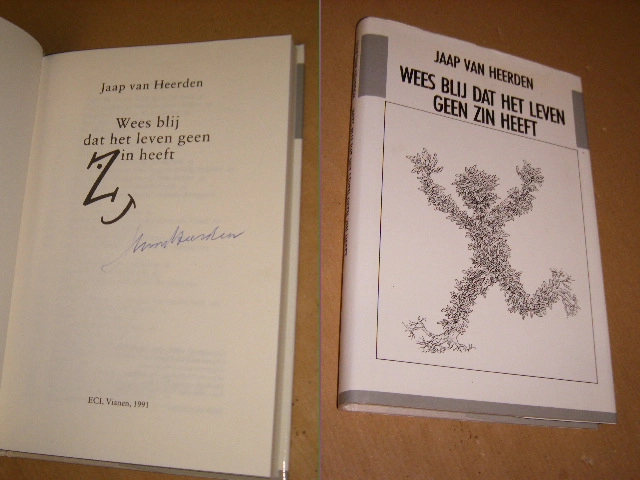 Jaap van Heerden
Wees blij
dat het leven geen
Zin heeft
ECI, Vianen, 1991
JAAP VAN HEERDEN
WEES BLIJ DAT HET LEVEN
GEEN ZIN HEEFT